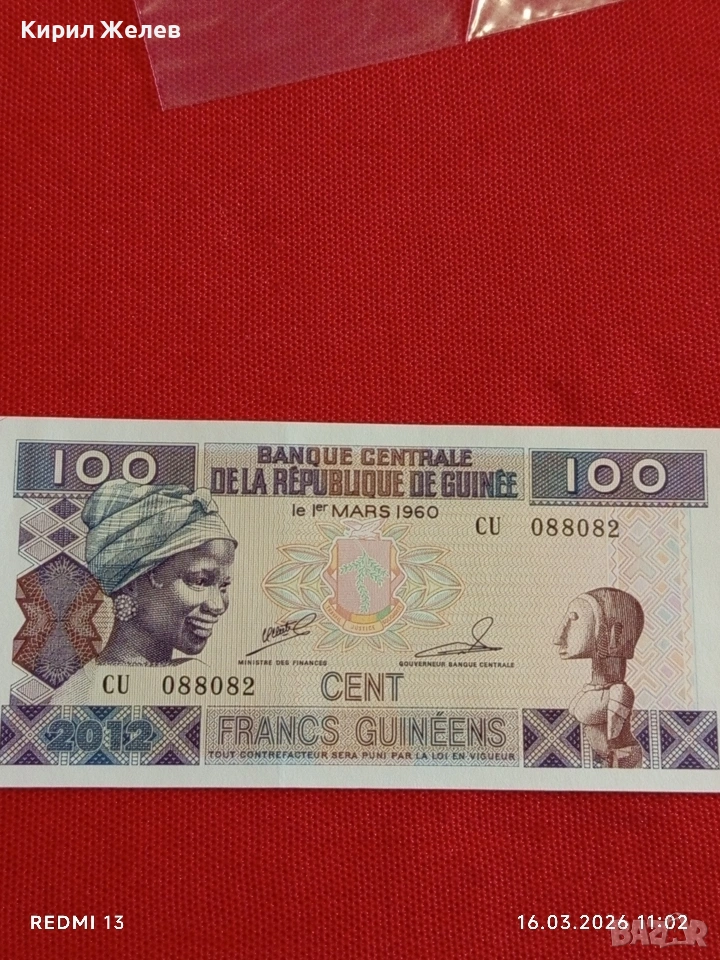 Кирил Желев
100
BANQUE CENTRALE
DE LA RÉPUBLIQUE DE GUINÉE
le 1er MARS 1960
100
CU 088082
JUSTICE
MINISTRE DES FINANCES
GOUVERNEUR BANQUE CENTRALE
CU 088082
CENT
FRANCS GUINÉENS
2012
TOUT CONTREFACTEUR SERA PUNI PAR LA LOI EN VIGUEUR
REDMI 13
16.03.2026 11:02
BAZAR